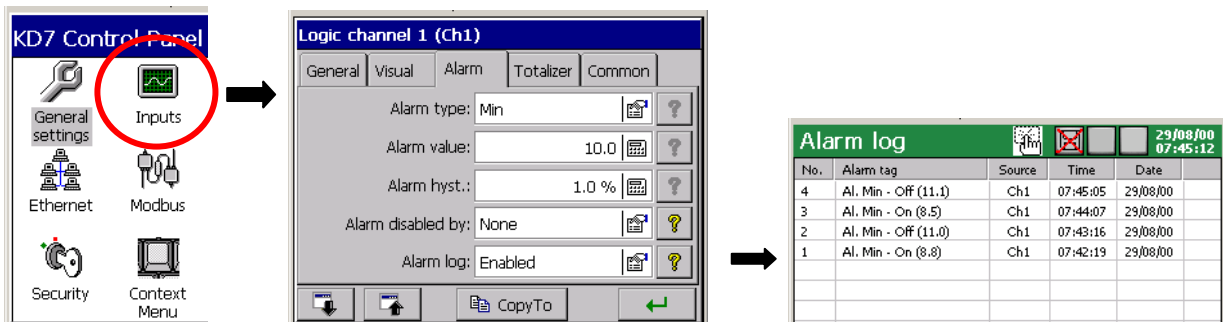 KD7 Control Panel
General
settings
Inputs
Ethernet
Modbus
Security
Context
Menu
Logic channel 1 (Ch1)
General Visual Alarm Totalizer Common
Alarm type: Min ?
Alarm value: 10.0 ?
Alarm hyst.: 1.0 % ?
Alarm disabled by: None ?
Alarm log: Enabled ?
CopyTo
Alarm log 29/08/00
07:45:12
No. Alarm tag Source Time Date
4 Al. Min - Off (11.1) Ch1 07:45:05 29/08/00
3 Al. Min - On (8.5) Ch1 07:44:07 29/08/00
2 Al. Min - Off (11.0) Ch1 07:43:16 29/08/00
1 Al. Min - On (8.8) Ch1 07:42:19 29/08/00